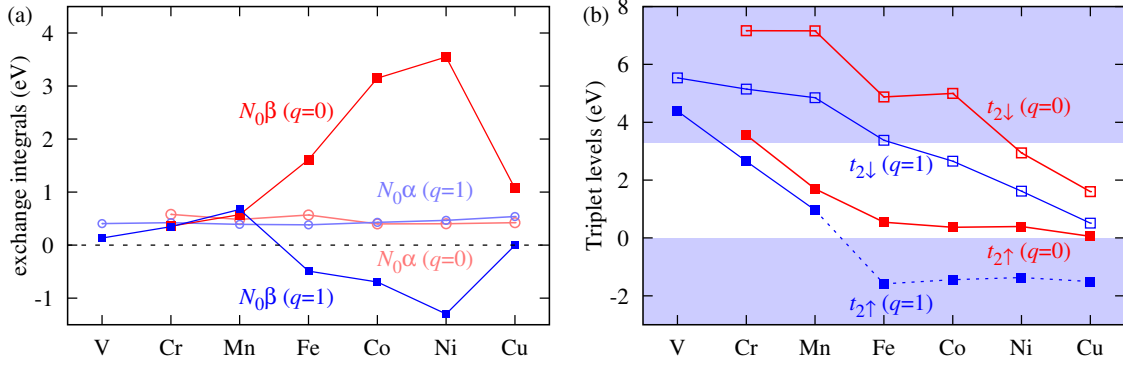 (a)
exchange integrals (eV)
4
3
2
1
0
-1
N₀β (q=0)
N₀α (q=1)
N₀α (q=0)
N₀β (q=1)
V Cr Mn Fe Co Ni Cu
(b)
Triplet levels (eV)
8
6
4
2
0
-2
t₂↓ (q=0)
t₂↓ (q=1)
t₂↑ (q=0)
t₂↑ (q=1)
V Cr Mn Fe Co Ni Cu